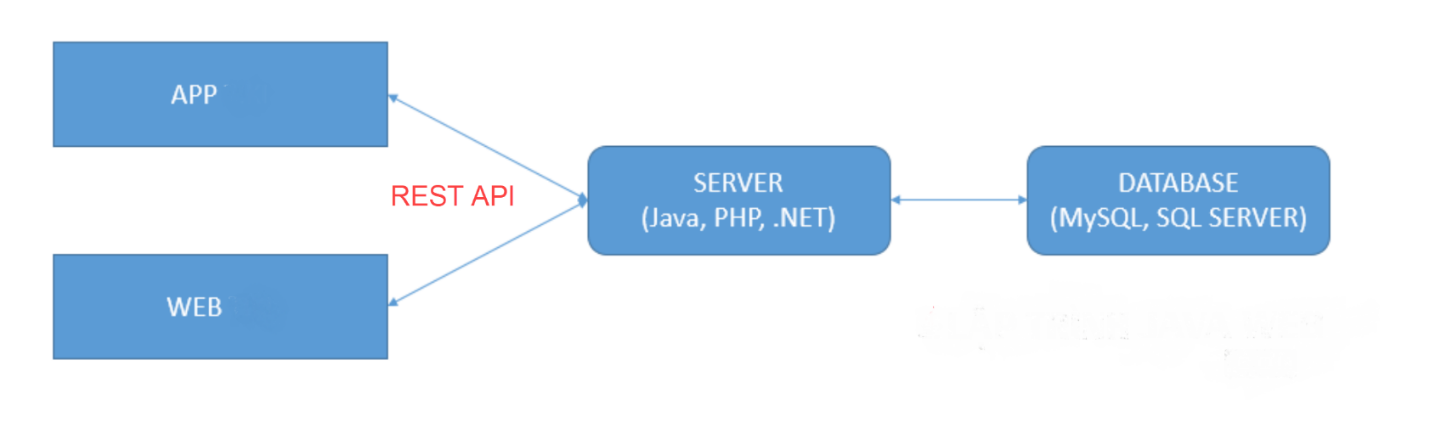 APP
REST API
SERVER
(Java, PHP, .NET)
DATABASE
(MySQL, SQL SERVER)
WEB